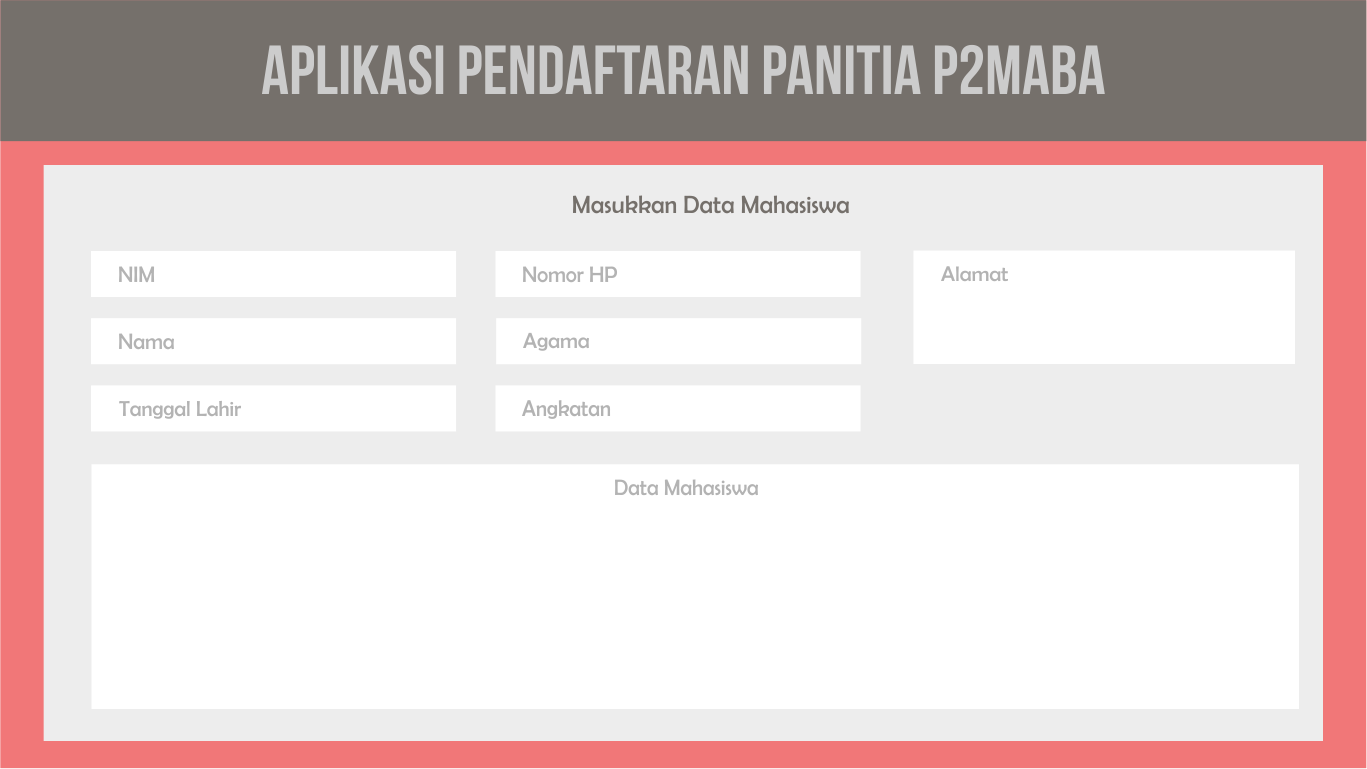 APLIKASI PENDAFTARAN PANITIA P2MABA
Masukkan Data Mahasiswa
NIM
Nomor HP
Alamat
Nama
Agama
Tanggal Lahir
Angkatan
Data Mahasiswa